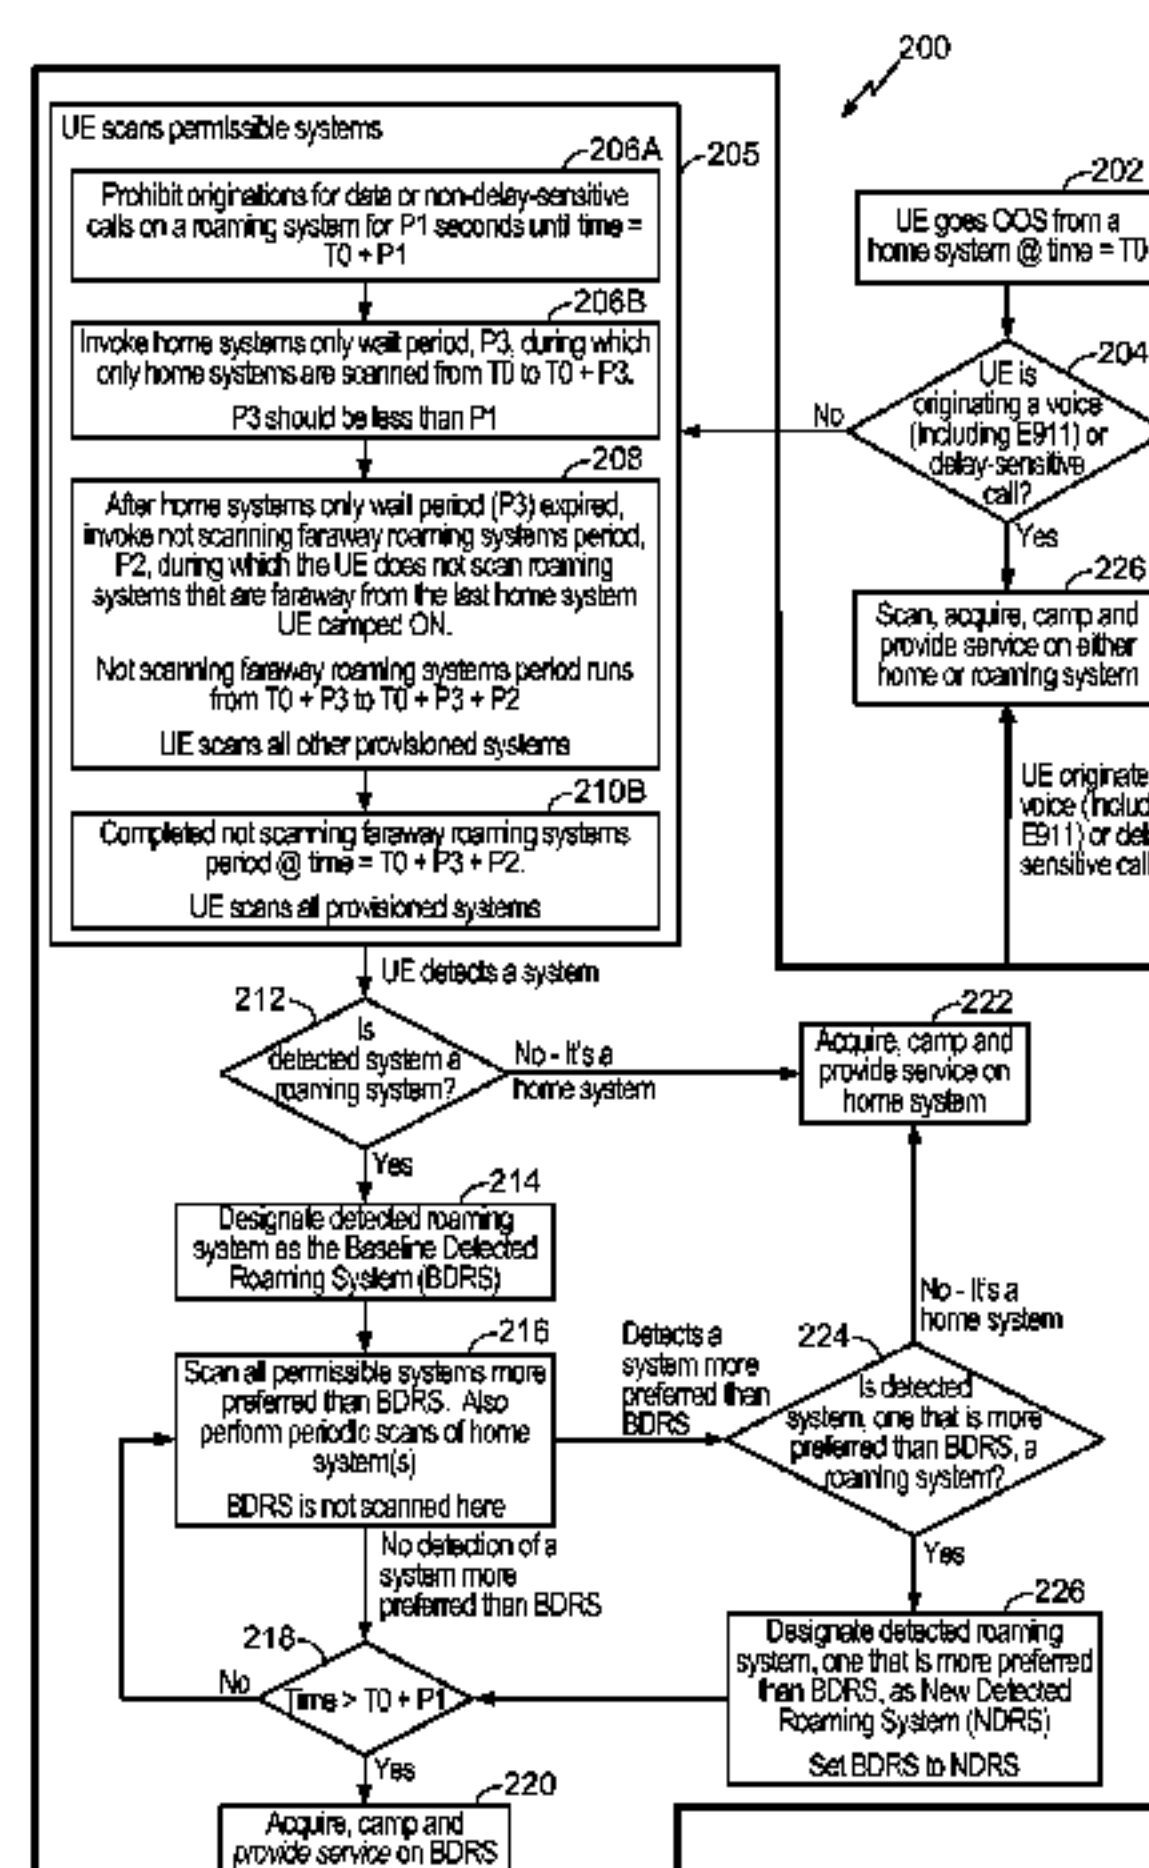 200
UE scans permissible systems
206A
205
Prohibit originations for data or non-delay-sensitive
calls on a roaming system for P1 seconds until time =
T0 + P1
206B
Invoke home systems only wait period, P3, during which
only home systems are scanned from T0 to T0 + P3.
P3 should be less than P1
208
After home systems only wait period (P3) expired,
invoke not scanning faraway roaming systems period,
P2, during which the UE does not scan roaming
systems that are faraway from the last home system
UE camped ON.
Not scanning faraway roaming systems period runs
from T0 + P3 to T0 + P3 + P2
UE scans all other provisioned systems
210B
Completed not scanning faraway roaming systems
period @ time = T0 + P3 + P2.
UE scans all provisioned systems
202
UE goes OOS from a
home system @ time = T0
204
UE is
originating a voice
(including E911) or
delay-sensitive
call?
No
Yes
226
Scan, acquire, camp and
provide service on either
home or roaming system
UE originate
voice (includ
E911) or del
sensitive call
UE detects a system
212
Is
detected system a
roaming system?
No - It's a
home system
222
Acquire, camp and
provide service on
home system
Yes
214
Designate detected roaming
system as the Baseline Detected
Roaming System (BDRS)
216
Scan all permissible systems more
preferred than BDRS. Also
perform periodic scans of home
system(s)
BDRS is not scanned here
Detects a
system more
preferred than
BDRS
No - It's a
home system
224
Is detected
system, one that is more
preferred than BDRS, a
roaming system?
Yes
No detection of a
system more
preferred than BDRS
226
Designate detected roaming
system, one that is more preferred
than BDRS, as New Detected
Roaming System (NDRS)
Set BDRS to NDRS
218
No
Time > T0 + P1
Yes
220
Acquire, camp and
provide service on BDRS